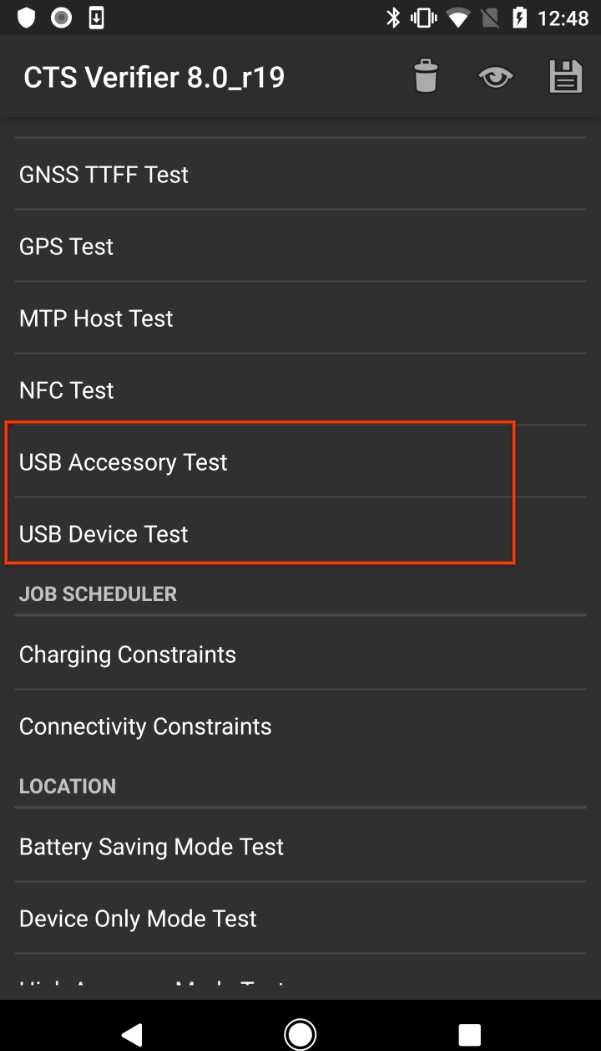 12:48
CTS Verifier 8.0_r19
GNSS TTFF Test
GPS Test
MTP Host Test
NFC Test
USB Accessory Test
USB Device Test
JOB SCHEDULER
Charging Constraints
Connectivity Constraints
LOCATION
Battery Saving Mode Test
Device Only Mode Test